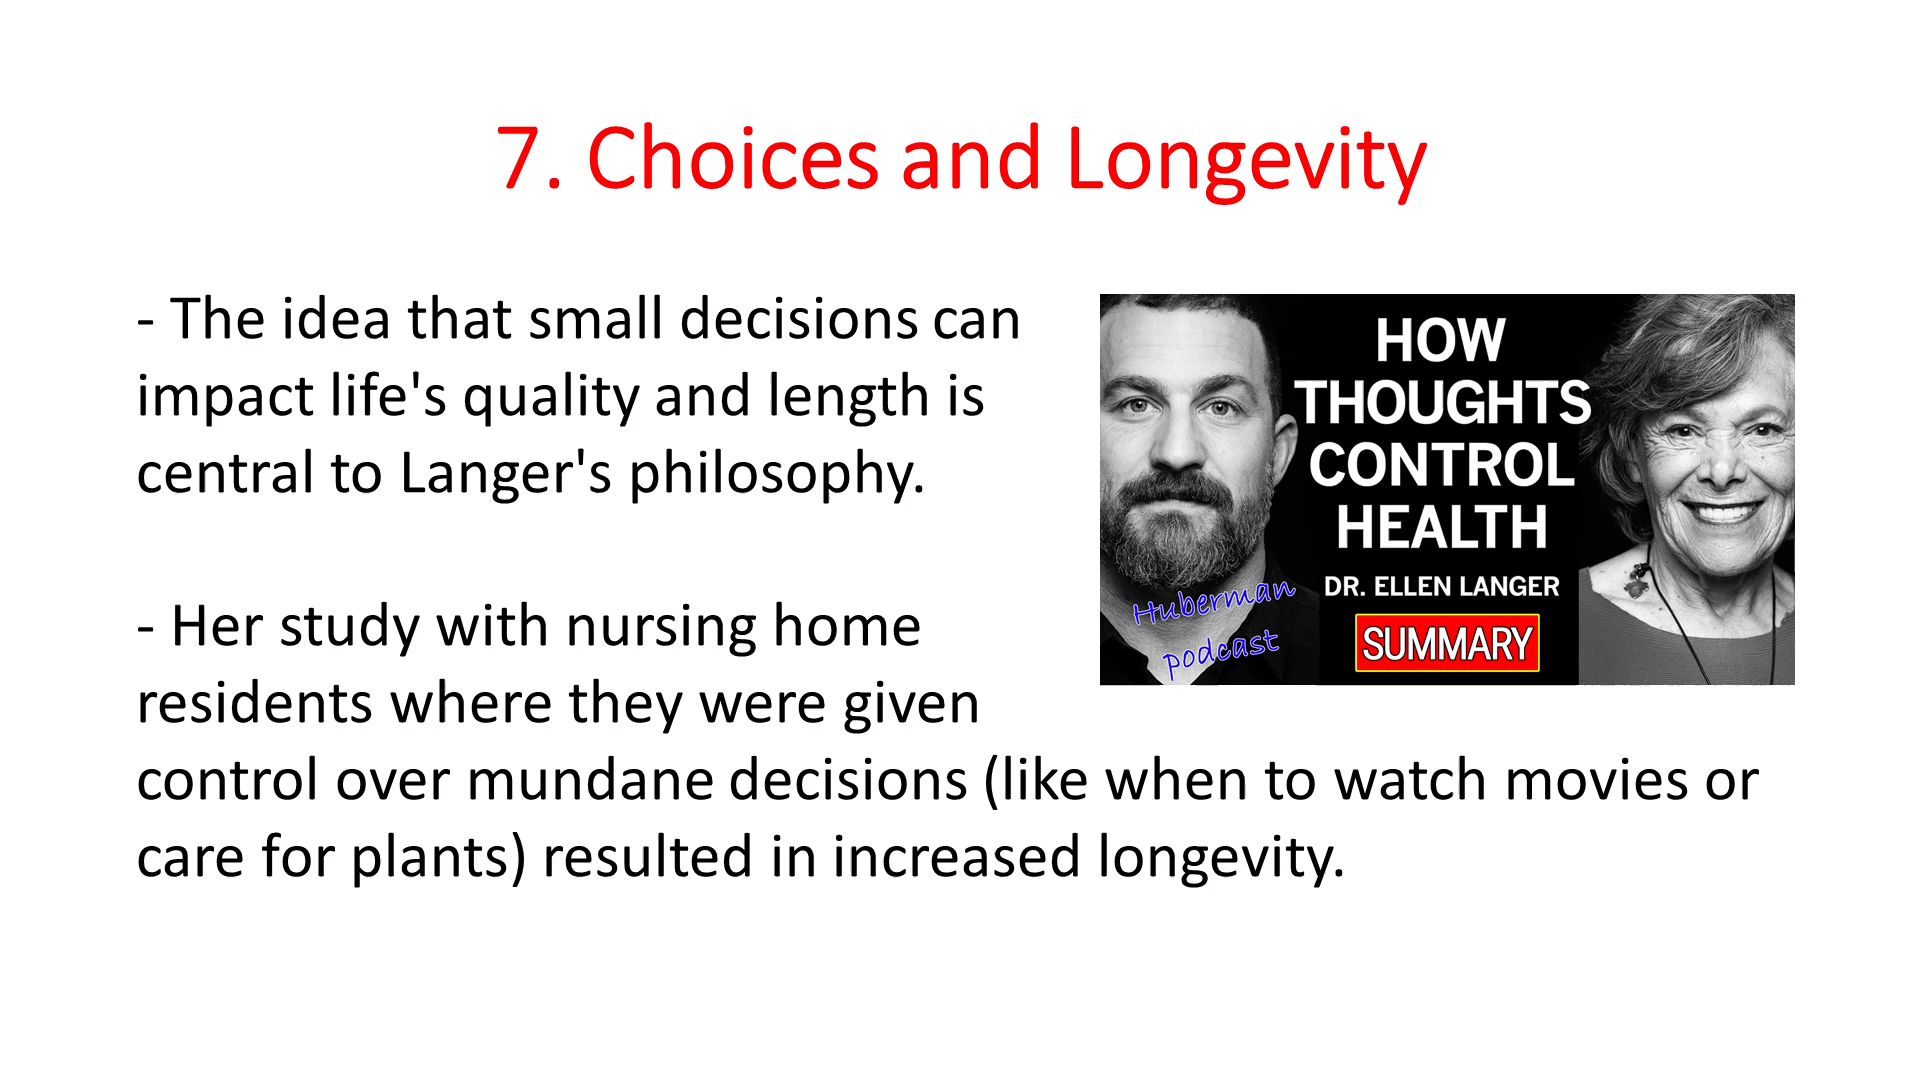 7. Choices and Longevity
- The idea that small decisions can
impact life's quality and length is
central to Langer's philosophy.
- Her study with nursing home
residents where they were given
control over mundane decisions (like when to watch movies or
care for plants) resulted in increased longevity.
HOW
THOUGHTS
CONTROL
HEALTH
DR. ELLEN LANGER
SUMMARY
Huberman
podcast